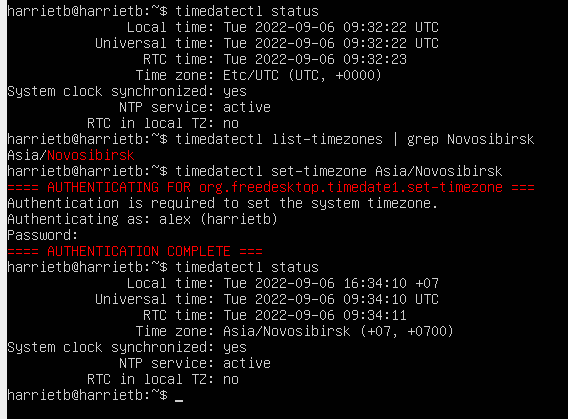 harrietb@harrietb:~$ timedatectl status
Local time: Tue 2022-09-06 09:32:22 UTC
Universal time: Tue 2022-09-06 09:32:22 UTC
RTC time: Tue 2022-09-06 09:32:23
Time zone: Etc/UTC (UTC, +0000)
System clock synchronized: yes
NTP service: active
RTC in local TZ: no
harrietb@harrietb:~$ timedatectl list-timezones | grep Novosibirsk
Asia/Novosibirsk
harrietb@harrietb:~$ timedatectl set-timezone Asia/Novosibirsk
==== AUTHENTICATING FOR org.freedesktop.timedate1.set-timezone ===
Authentication is required to set the system timezone.
Authenticating as: alex (harrietb)
Password:
==== AUTHENTICATION COMPLETE ===
harrietb@harrietb:~$ timedatectl status
Local time: Tue 2022-09-06 16:34:10 +07
Universal time: Tue 2022-09-06 09:34:10 UTC
RTC time: Tue 2022-09-06 09:34:11
Time zone: Asia/Novosibirsk (+07, +0700)
System clock synchronized: yes
NTP service: active
RTC in local TZ: no
harrietb@harrietb:~$ _